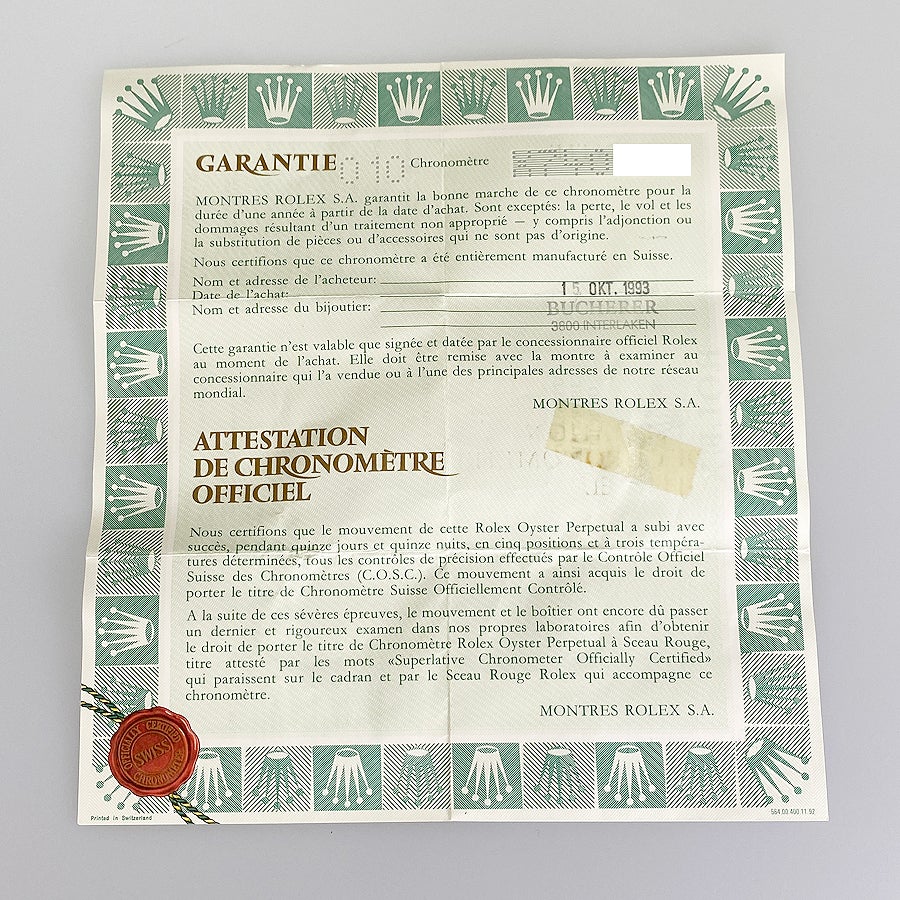 GARANTIE 010 Chronomètre
MONTRES ROLEX S.A. garantit la bonne marche de ce chronomètre pour la
durée d'une année à partir de la date d'achat. Sont exceptés: la perte, le vol et les
dommages résultant d'un traitement non approprié — y compris l'adjonction ou
la substitution de pièces ou d'accessoires qui ne sont pas d'origine.
Nous certifions que ce chronomètre a été entièrement manufacturé en Suisse.
Nom et adresse de l'acheteur:
Date de l'achat: 15. OKT. 1993
Nom et adresse du bijoutier: BUCHERER
3800 INTERLAKEN
Cette garantie n'est valable que signée et datée par le concessionnaire officiel Rolex
au moment de l'achat. Elle doit être remise avec la montre à examiner au
concessionnaire qui l'a vendue ou à l'une des principales adresses de notre réseau
mondial.
MONTRES ROLEX S.A.
ATTESTATION
DE CHRONOMÈTRE
OFFICIEL
Nous certifions que le mouvement de cette Rolex Oyster Perpetual a subi avec
succès, pendant quinze jours et quinze nuits, en cinq positions et à trois tempéra-
tures déterminées, tous les contrôles de précision effectués par le Contrôle Officiel
Suisse des Chronomètres (C.O.S.C.). Ce mouvement a ainsi acquis le droit de
porter le titre de Chronomètre Suisse Officiellement Contrôlé.
A la suite de ces sévères épreuves, le mouvement et le boîtier ont encore dû passer
un dernier et rigoureux examen dans nos propres laboratoires afin d'obtenir
le droit de porter le titre de Chronomètre Rolex Oyster Perpetual à Sceau Rouge,
titre attesté par les mots «Superlative Chronometer Officially Certified»
qui paraissent sur le cadran et par le Sceau Rouge Rolex qui accompagne ce
chronomètre.
MONTRES ROLEX S.A.
OFFICIALLY CERTIFIED
SWISS
CHRONOMETER
Printed in Switzerland
564.00.400.11.92